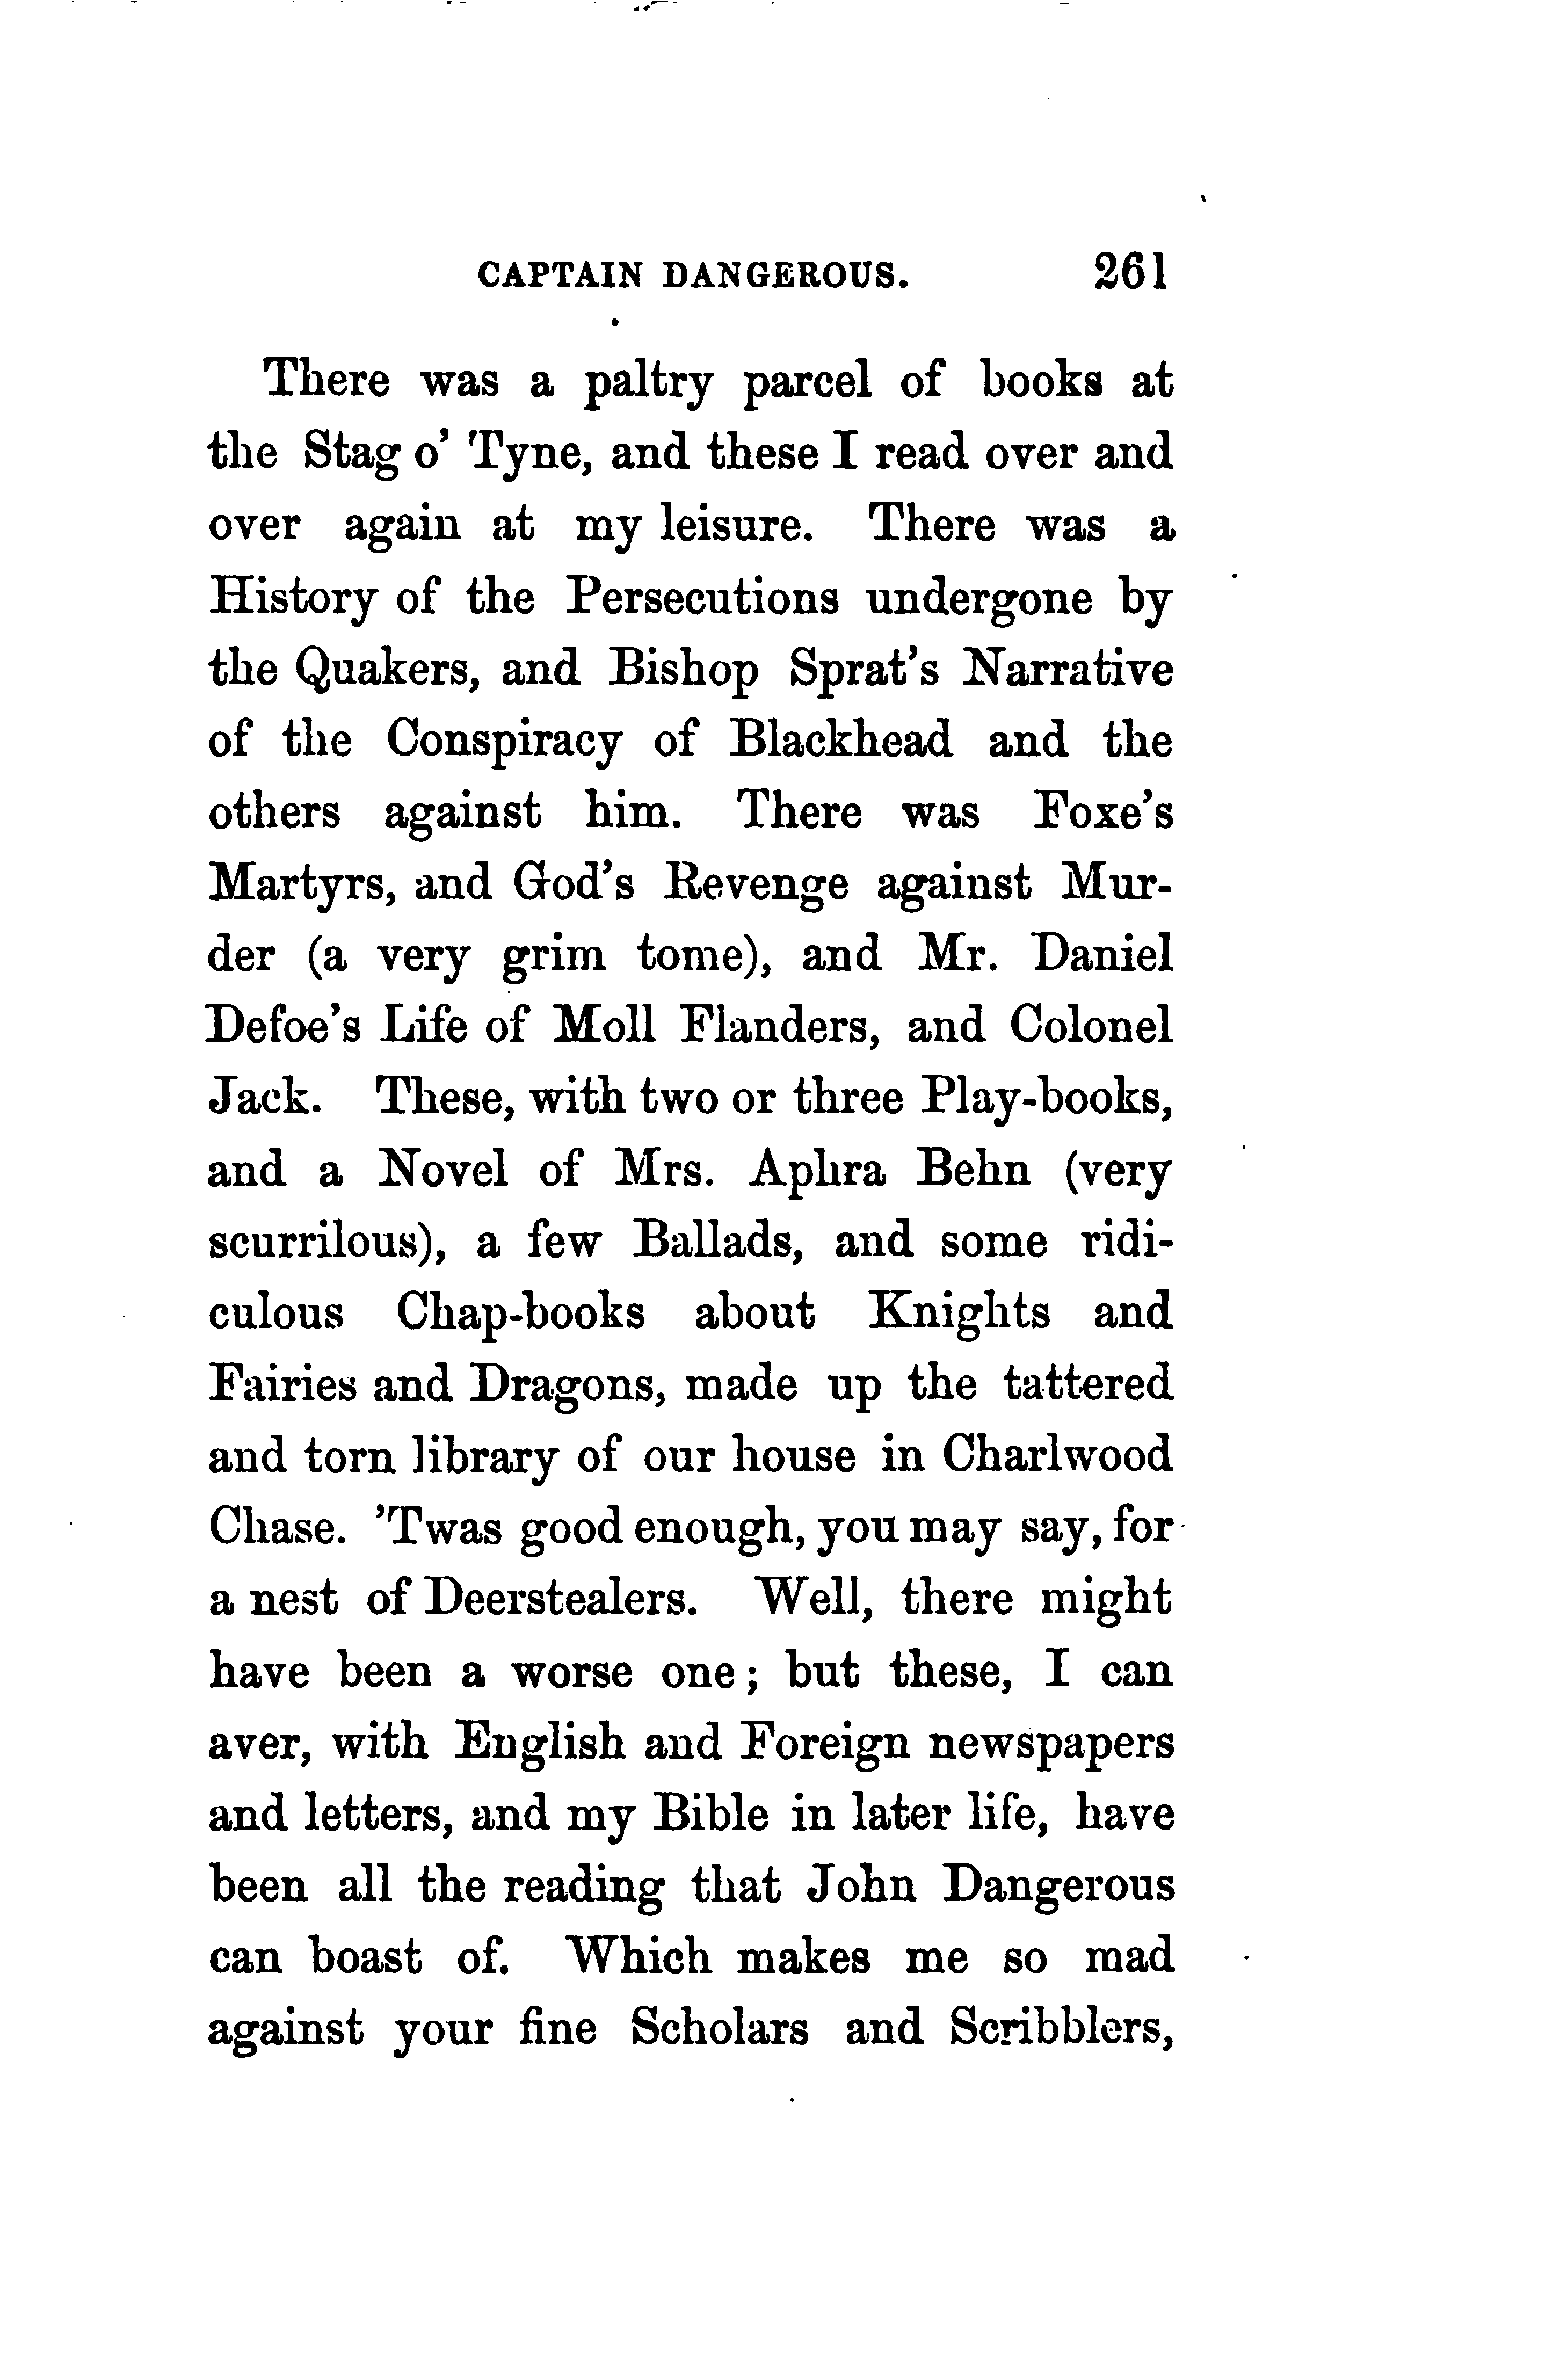 CAPTAIN DANGEROUS. 261
There was a paltry parcel of books at
the Stag o' Tyne, and these I read over and
over again at my leisure. There was a
History of the Persecutions undergone by
the Quakers, and Bishop Sprat's Narrative
of the Conspiracy of Blackhead and the
others against him. There was Foxe's
Martyrs, and God's Revenge against Mur-
der (a very grim tome), and Mr. Daniel
Defoe's Life of Moll Flanders, and Colonel
Jack. These, with two or three Play-books,
and a Novel of Mrs. Aphra Behn (very
scurrilous), a few Ballads, and some ridi-
culous Chap-books about Knights and
Fairies and Dragons, made up the tattered
and torn library of our house in Charlwood
Chase. 'Twas good enough, you may say, for
a nest of Deerstealers. Well, there might
have been a worse one; but these, I can
aver, with English and Foreign newspapers
and letters, and my Bible in later life, have
been all the reading that John Dangerous
can boast of. Which makes me so mad
against your fine Scholars and Scribblers,